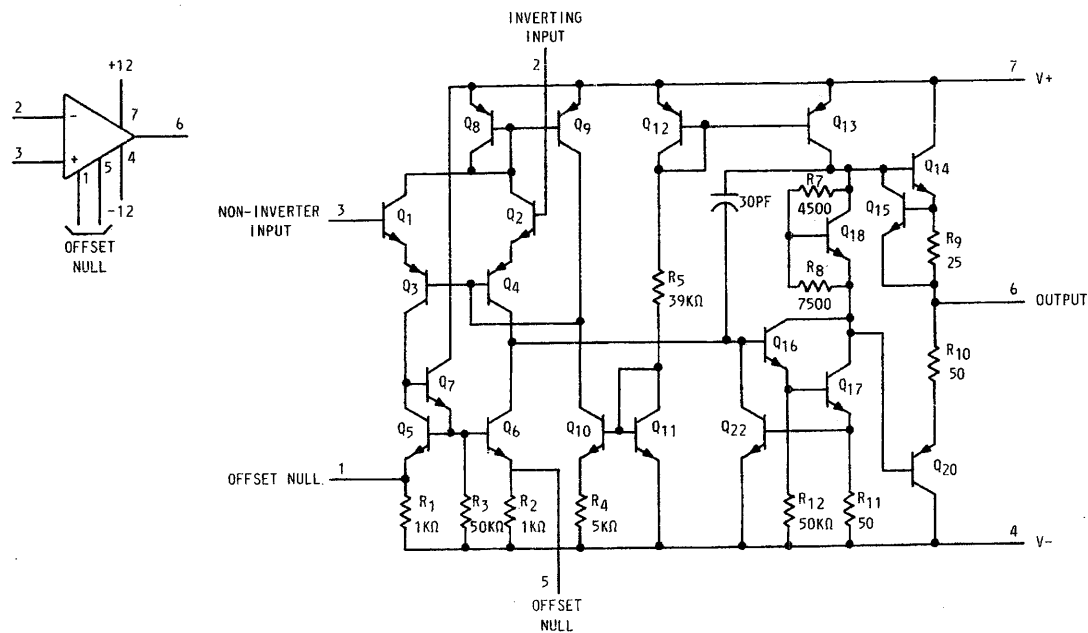 +12
2
-
7
6
3
+
4
1
5
-12
OFFSET
NULL
INVERTING
INPUT
2
7
V+
Q8
Q9
Q12
Q13
Q14
NON-INVERTER
INPUT
3
Q1
Q2
30PF
R7
4500
Q18
Q15
R9
25
Q3
Q4
R5
39KΩ
R8
7500
6
OUTPUT
Q7
Q16
R10
50
Q5
Q6
Q10
Q11
Q22
Q17
Q20
OFFSET NULL.
1
R1
1KΩ
R3
50KΩ
R2
1KΩ
R4
5KΩ
R12
50KΩ
R11
50
4
V-
5
OFFSET
NULL